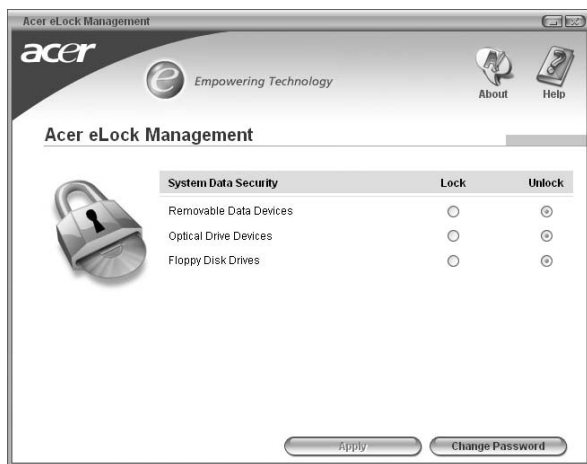 Acer eLock Management
acer
Empowering Technology
About
Help
Acer eLock Management
System Data Security Lock Unlock
Removable Data Devices
Optical Drive Devices
Floppy Disk Drives
Apply
Change Password